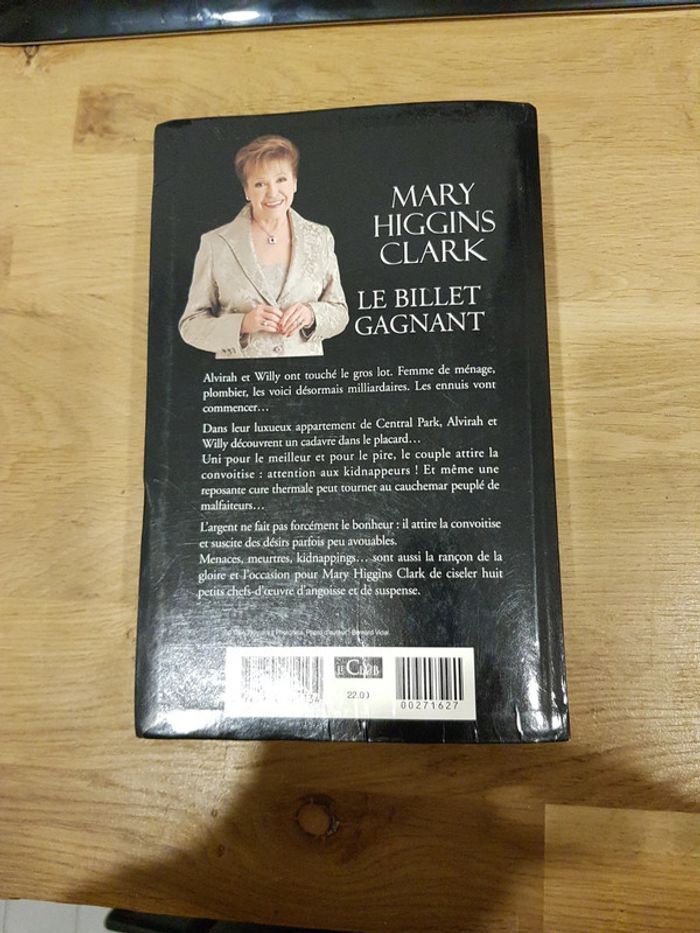 MARY
HIGGINS
CLARK
LE BILLET
GAGNANT
Alvirah et Willy ont touché le gros lot. Femme de ménage,
plombier, les voici désormais milliardaires. Les ennuis vont
commencer…
Dans leur luxueux appartement de Central Park, Alvirah et
Willy découvrent un cadavre dans le placard…
Uni pour le meilleur et pour le pire, le couple attire la
convoitise : attention aux kidnappeurs ! Et même une
reposante cure thermale peut tourner au cauchemar peuplé de
malfaiteurs…
L'argent ne fait pas forcément le bonheur : il attire la convoitise
et suscite des désirs parfois peu avouables.
Menaces, meurtres, kidnappings… sont aussi la rançon de la
gloire et l'occasion pour Mary Higgins Clark de ciseler huit
petits chefs-d'œuvre d'angoisse et de suspense.
Bernard Vidal
LE CLUB
22.00
00271627